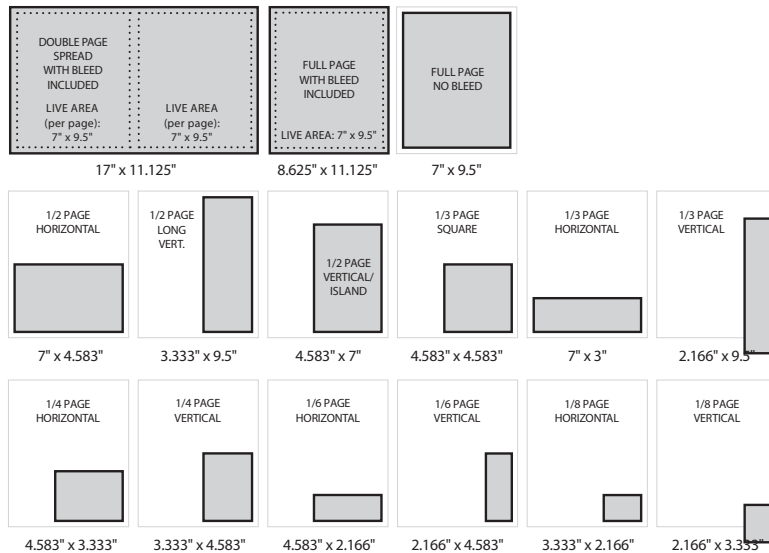 DOUBLE PAGE
SPREAD
WITH BLEED
INCLUDED
LIVE AREA
(per page):
7" x 9.5"
LIVE AREA
(per page):
7" x 9.5"
17" x 11.125"
FULL PAGE
WITH BLEED
INCLUDED
LIVE AREA: 7" x 9.5"
8.625" x 11.125"
FULL PAGE
NO BLEED
7" x 9.5"
1/2 PAGE
HORIZONTAL
7" x 4.583"
1/2 PAGE
LONG
VERT.
3.333" x 9.5"
1/2 PAGE
VERTICAL/
ISLAND
4.583" x 7"
1/3 PAGE
SQUARE
4.583" x 4.583"
1/3 PAGE
HORIZONTAL
7" x 3"
1/3 PAGE
VERTICAL
2.166" x 9.5"
1/4 PAGE
HORIZONTAL
4.583" x 3.333"
1/4 PAGE
VERTICAL
3.333" x 4.583"
1/6 PAGE
HORIZONTAL
4.583" x 2.166"
1/6 PAGE
VERTICAL
2.166" x 4.583"
1/8 PAGE
HORIZONTAL
3.333" x 2.166"
1/8 PAGE
VERTICAL
2.166" x 3.333"